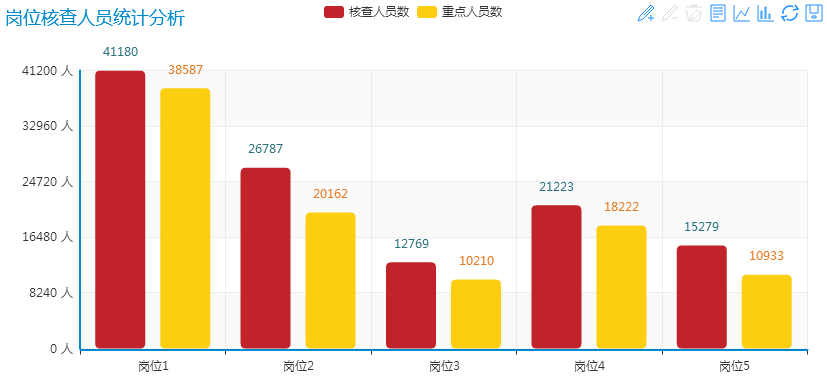 岗位核查人员统计分析
核查人员数 重点人员数
41200 人
32960 人
24720 人
16480 人
8240 人
0 人
41180 38587
26787 20162
12769 10210
21223 18222
15279 10933
岗位1 岗位2 岗位3 岗位4 岗位5